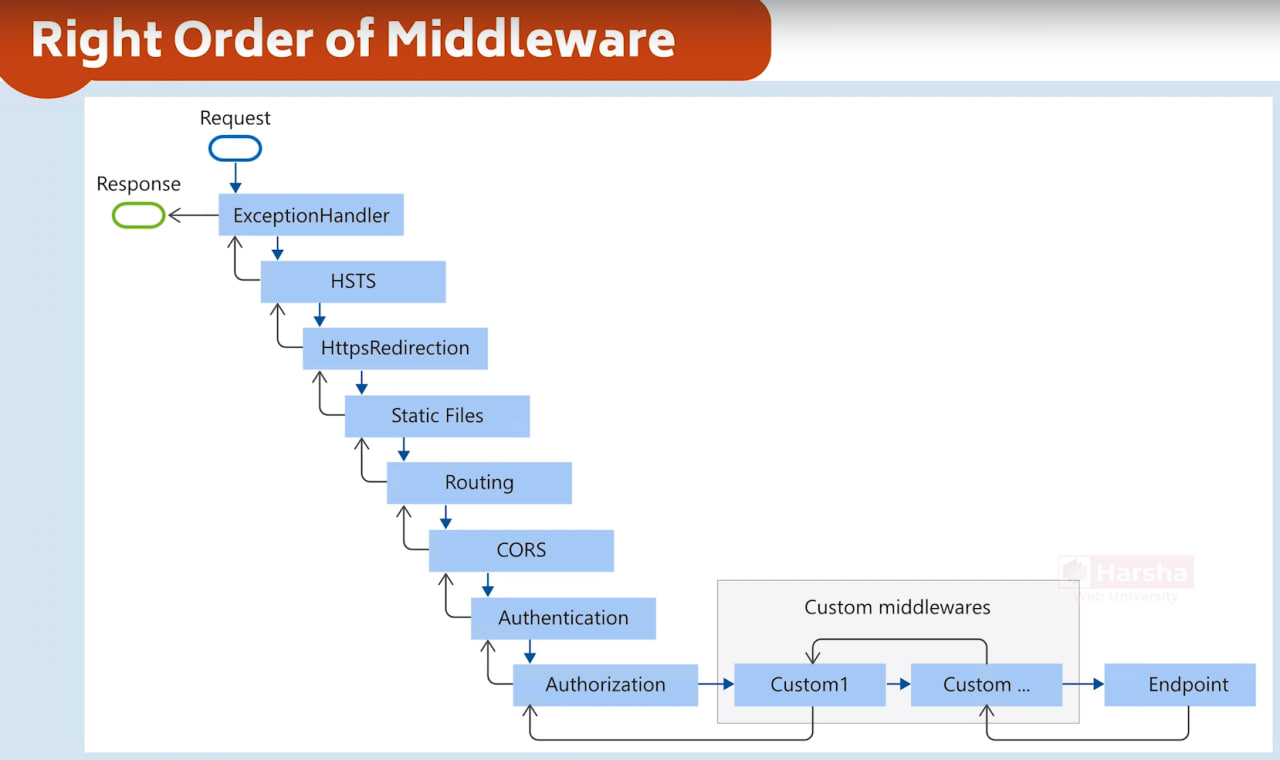 Right Order of Middleware
Request
Response
ExceptionHandler
HSTS
HttpsRedirection
Static Files
Routing
CORS
Authentication
Authorization
Custom middlewares
Custom1
Custom ...
Endpoint
Harsha
Web University